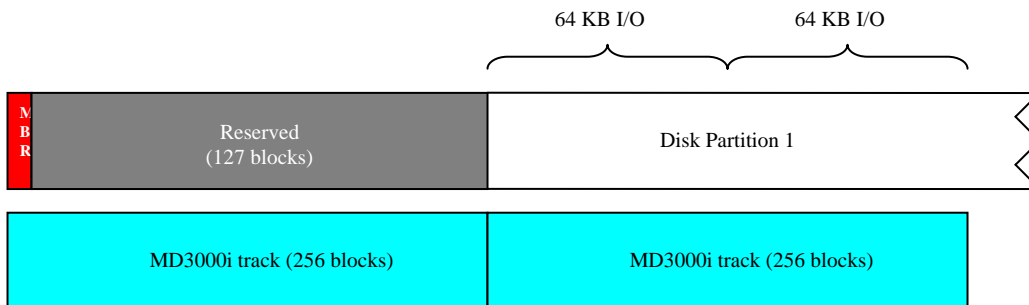 64 KB I/O
64 KB I/O
M
B
R
Reserved
(127 blocks)
Disk Partition 1
MD3000i track (256 blocks)
MD3000i track (256 blocks)